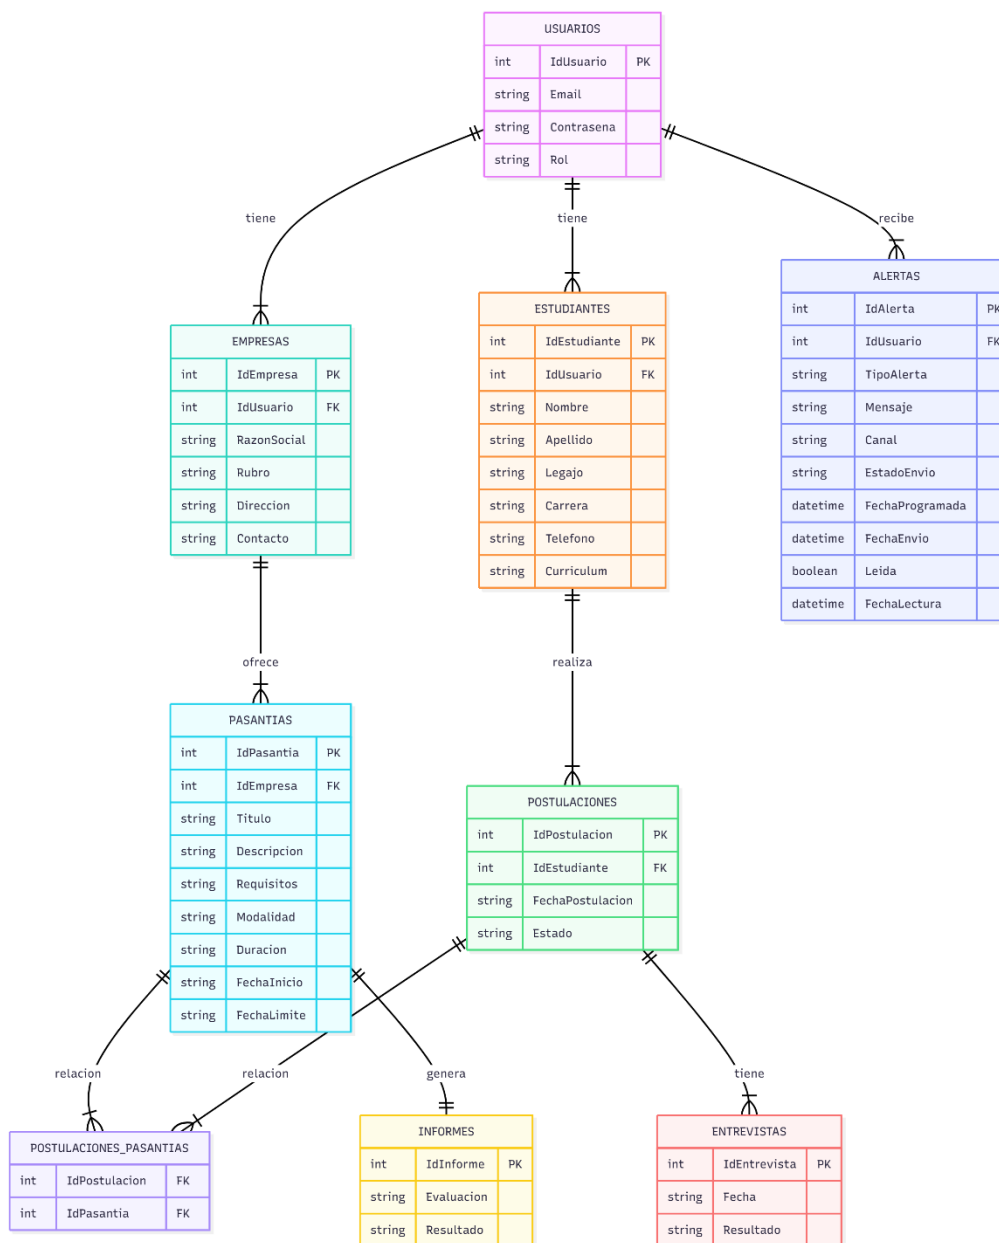 USUARIOS
int IdUsuario PK
string Email
string Contrasena
string Rol
tiene
tiene
recibe
EMPRESAS
int IdEmpresa PK
int IdUsuario FK
string RazonSocial
string Rubro
string Direccion
string Contacto
ESTUDIANTES
int IdEstudiante PK
int IdUsuario FK
string Nombre
string Apellido
string Legajo
string Carrera
string Telefono
string Curriculum
ALERTAS
int IdAlerta PK
int IdUsuario FK
string TipoAlerta
string Mensaje
string Canal
string EstadoEnvio
datetime FechaProgramada
datetime FechaEnvio
boolean Leida
datetime FechaLectura
ofrece
realiza
PASANTIAS
int IdPasantia PK
int IdEmpresa FK
string Titulo
string Descripcion
string Requisitos
string Modalidad
string Duracion
string FechaInicio
string FechaLimite
POSTULACIONES
int IdPostulacion PK
int IdEstudiante FK
string FechaPostulacion
string Estado
relacion
relacion
genera
tiene
POSTULACIONES_PASANTIAS
int IdPostulacion FK
int IdPasantia FK
INFORMES
int IdInforme PK
string Evaluacion
string Resultado
ENTREVISTAS
int IdEntrevista PK
string Fecha
string Resultado